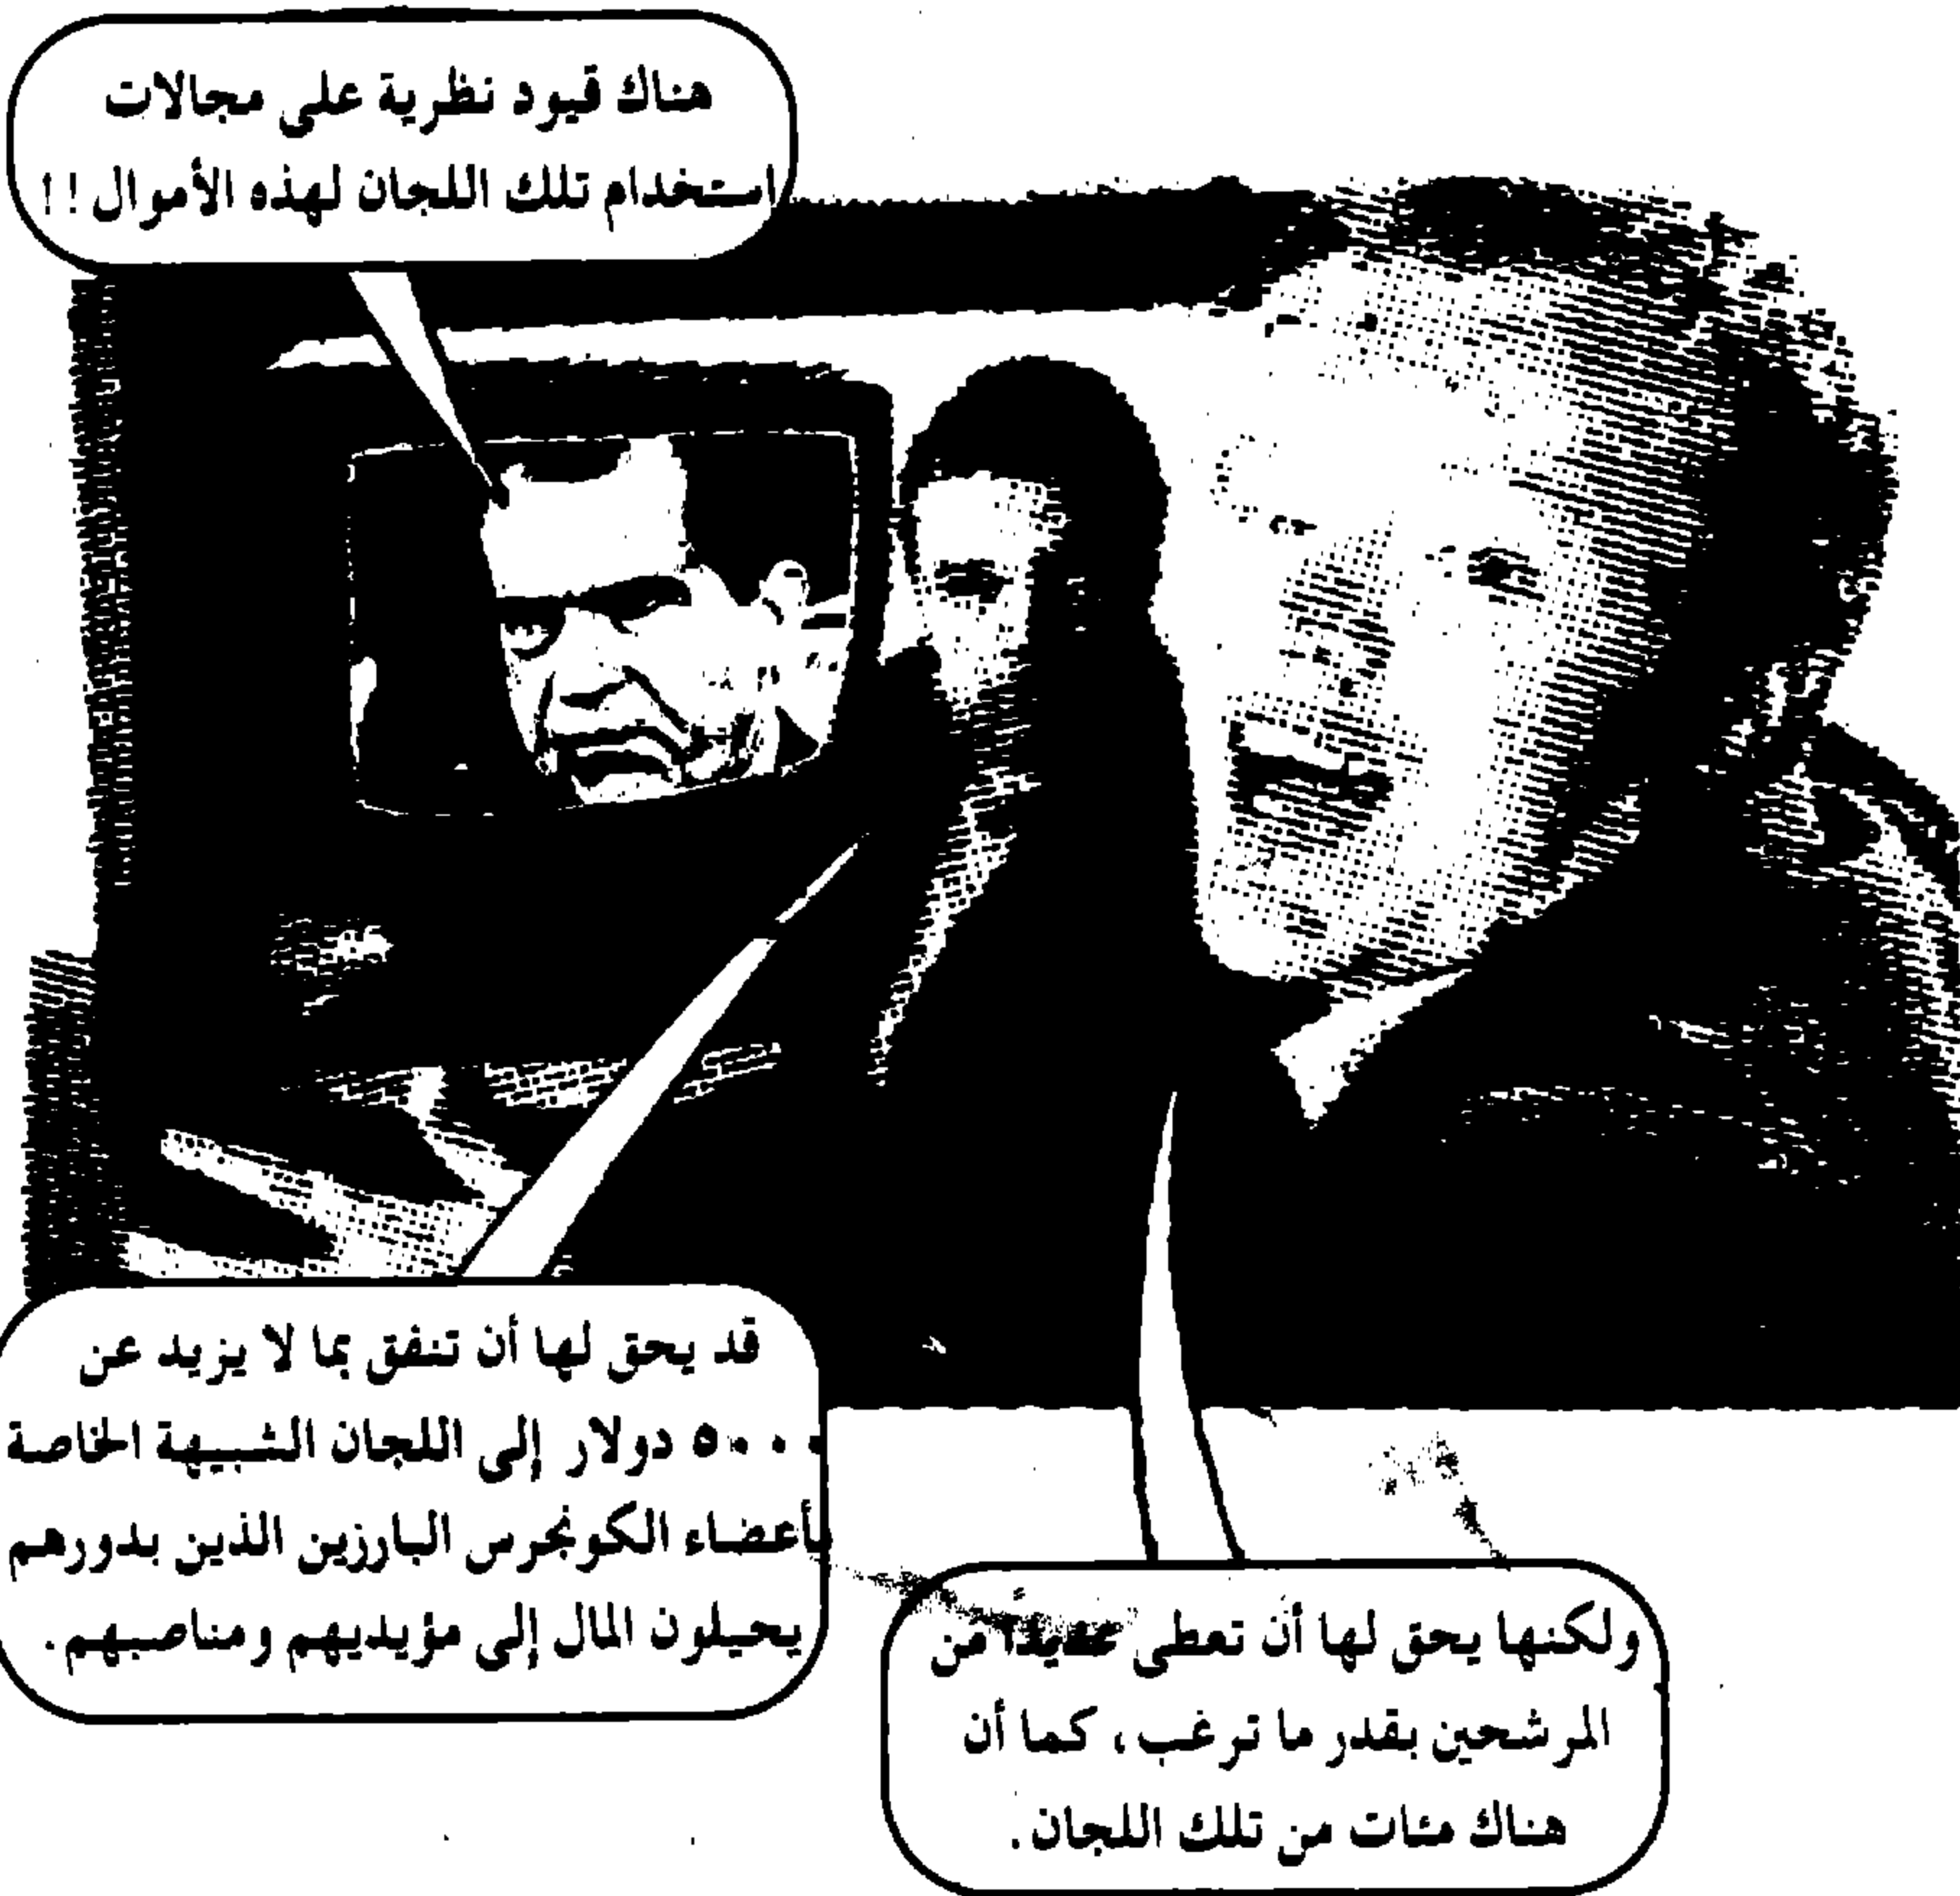 هناك قيود نظرية على مجالات
استخدام تلك اللجان لهذه الأموال !!
قد يحق لها أن تنفق بما لا يزيد عن
٥٠٠٠ دولار إلى اللجان الشبيهة الخاصة
بأعضاء الكونجرس البارزين الذين بدورهم
يحيلون المال إلى مؤيديهم ومناصبهم.
ولكنها يحق لها أن تعطى من
المرشحين بقدر ما ترغب، كما أن
هناك مئات من تلك اللجان.